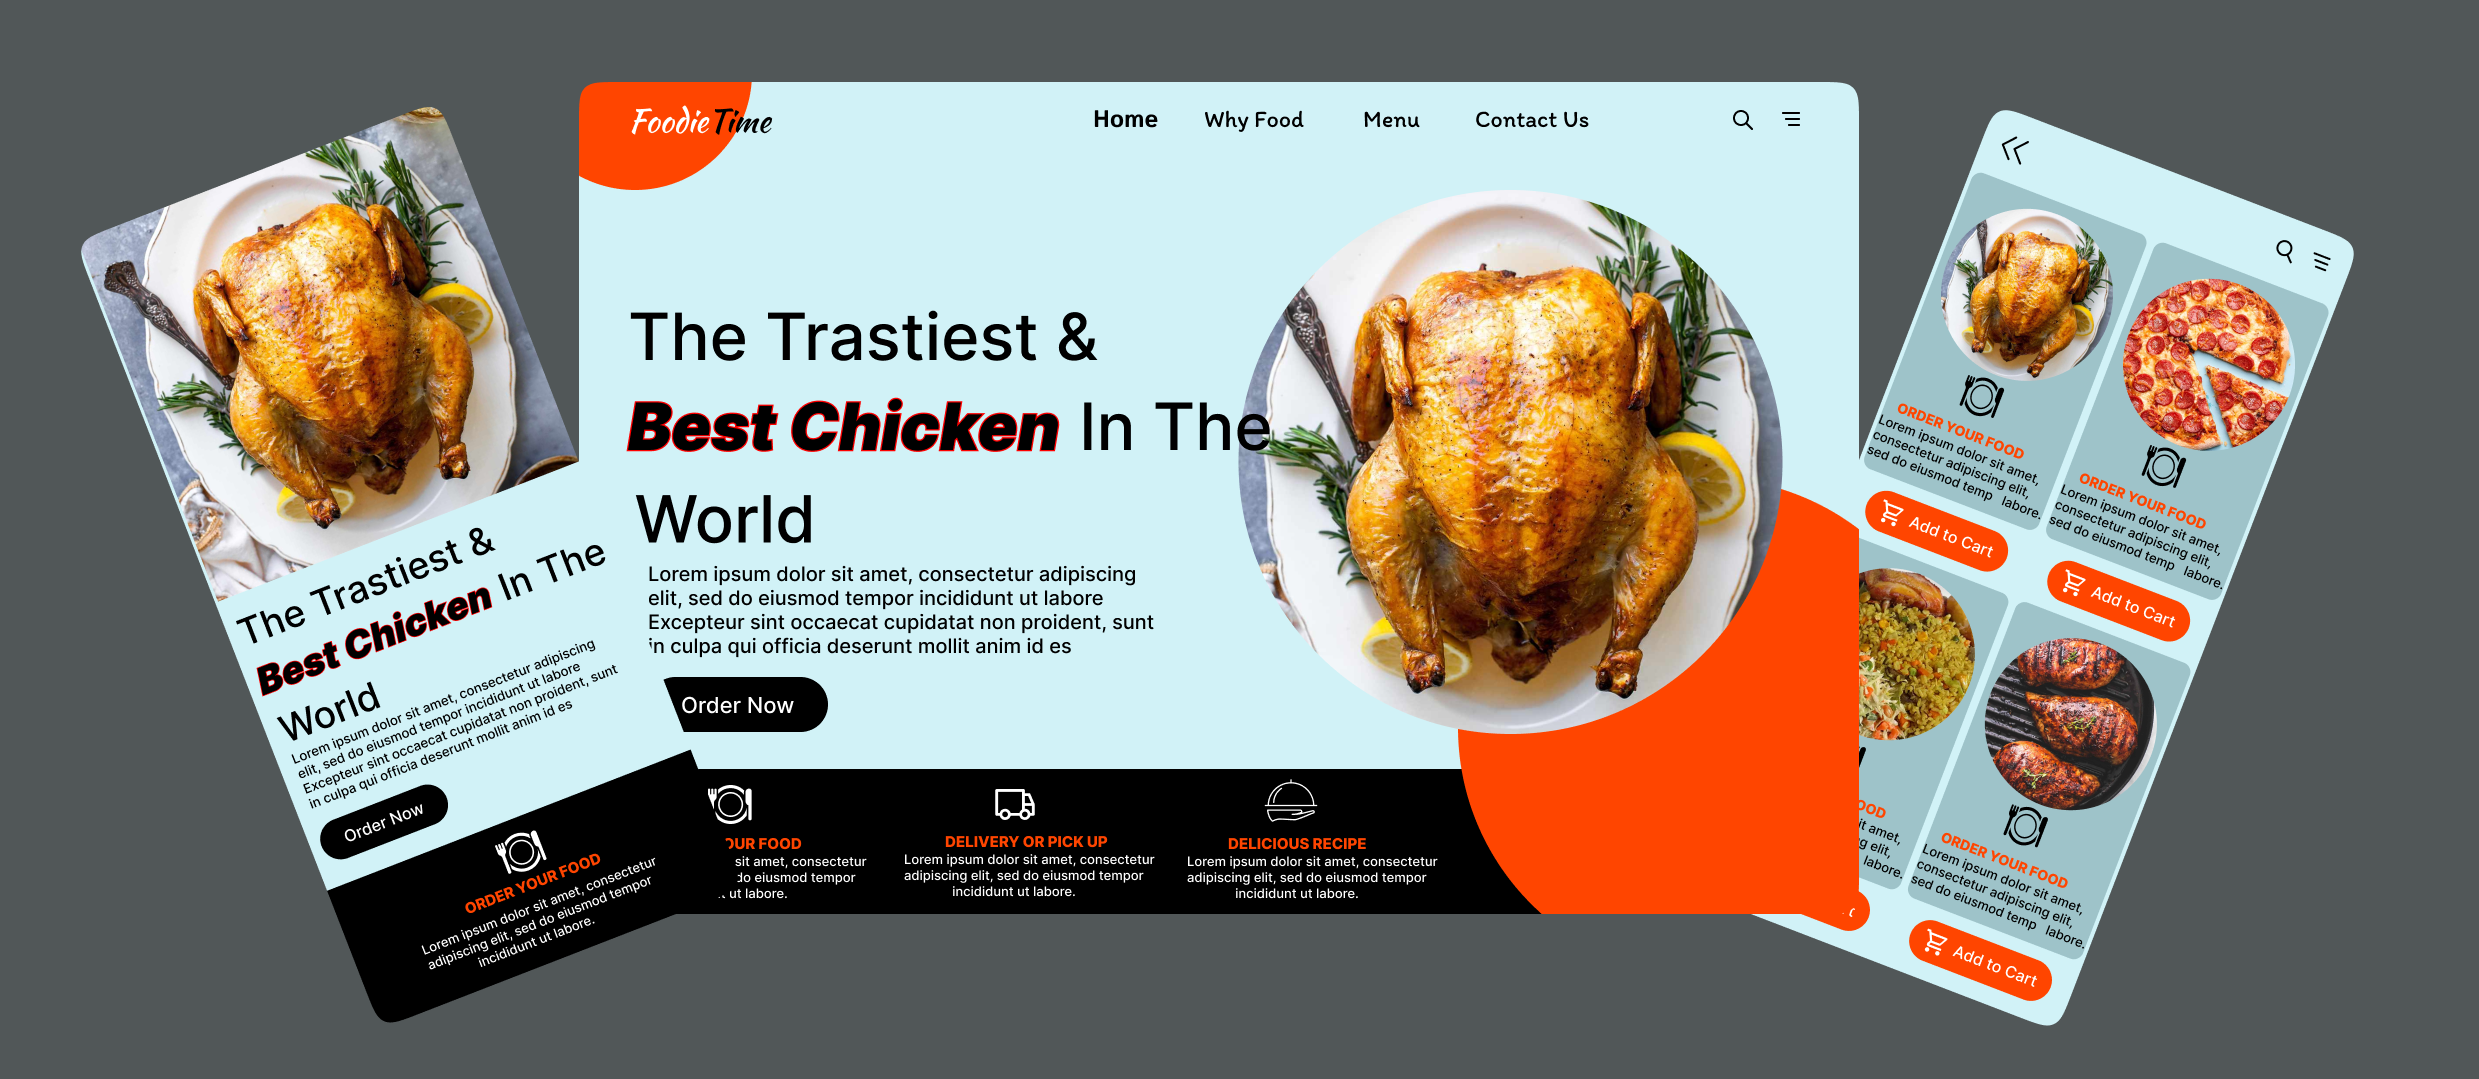 The Trastiest &
Best Chicken In The
World
Lorem ipsum dolor sit amet, consectetur adipiscing
elit, sed do eiusmod tempor incididunt ut labore
Excepteur sint occaecat cupidatat non proident, sunt
in culpa qui officia deserunt mollit anim id es
Order Now
ORDER YOUR FOOD
Lorem ipsum dolor sit amet, consectetur
adipiscing elit, sed do eiusmod tempor
incididunt ut labore.
FoodieTime
Home Why Food Menu Contact Us
The Trastiest &
Best Chicken In The
World
Lorem ipsum dolor sit amet, consectetur adipiscing
elit, sed do eiusmod tempor incididunt ut labore
Excepteur sint occaecat cupidatat non proident, sunt
in culpa qui officia deserunt mollit anim id es
Order Now
OUR FOOD
sit amet, consectetur
do eiusmod tempor
ut labore.
DELIVERY OR PICK UP
Lorem ipsum dolor sit amet, consectetur
adipiscing elit, sed do eiusmod tempor
incididunt ut labore.
DELICIOUS RECIPE
Lorem ipsum dolor sit amet, consectetur
adipiscing elit, sed do eiusmod tempor
incididunt ut labore.
ORDER YOUR FOOD
Lorem ipsum dolor sit amet,
consectetur adipiscing elit,
sed do eiusmod temp labore.
Add to Cart
ORDER YOUR FOOD
Lorem ipsum dolor sit amet,
consectetur adipiscing elit,
sed do eiusmod temp labore.
Add to Cart
OOD
it amet,
g elit,
labore.
ORDER YOUR FOOD
Lorem ipsum dolor sit amet,
consectetur adipiscing elit,
sed do eiusmod temp labore.
Add to Cart